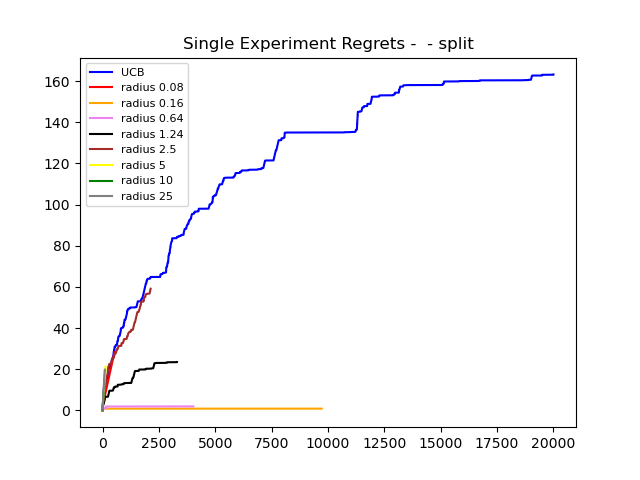 Single Experiment Regrets -  - split
UCB
radius 0.08
radius 0.16
radius 0.64
radius 1.24
radius 2.5
radius 5
radius 10
radius 25
160
140
120
100
80
60
40
20
0
0 2500 5000 7500 10000 12500 15000 17500 20000